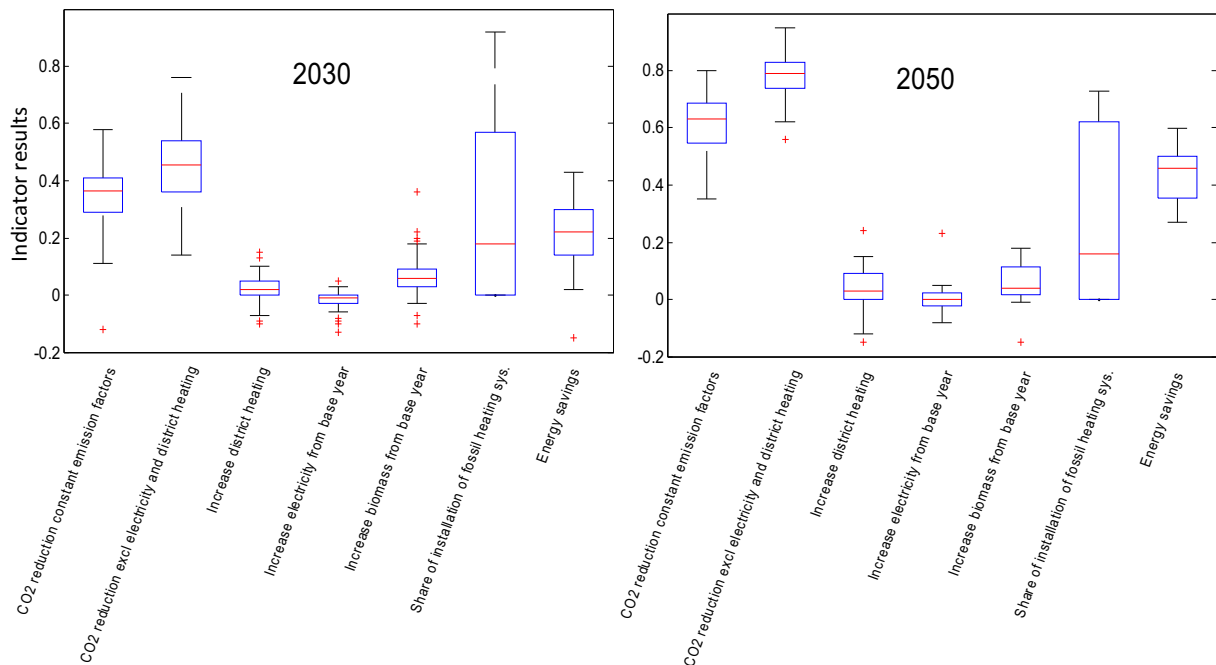 2030
Indicator results
0.8
0.6
0.4
0.2
0
-0.2
CO2 reduction constant emission factors
CO2 reduction excl electricity and district heating
Increase district heating
Increase electricity from base year
Increase biomass from base year
Share of installation of fossil heating sys.
Energy savings
2050
0.8
0.6
0.4
0.2
0
-0.2
CO2 reduction constant emission factors
CO2 reduction excl electricity and district heating
Increase district heating
Increase electricity from base year
Increase biomass from base year
Share of installation of fossil heating sys.
Energy savings